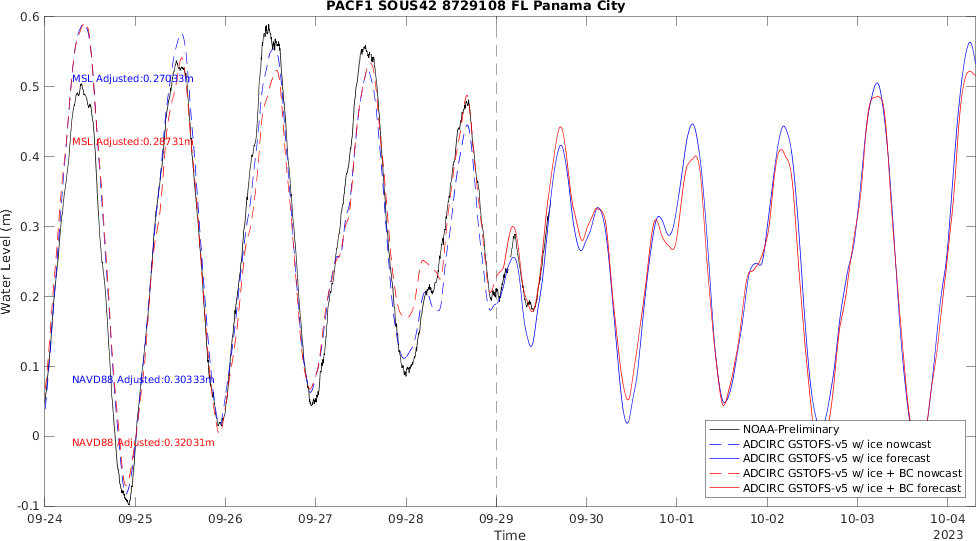 PACF1 SOUS42 8729108 FL Panama City
0.6
0.5
0.4
0.3
0.2
0.1
0
-0.1
Water Level (m)
MSL Adjusted:0.27033m
MSL Adjusted:0.28731m
NAVD88 Adjusted:0.30333m
NAVD88 Adjusted:0.32031m
NOAA-Preliminary
ADCIRC GSTOFS-v5 w/ ice nowcast
ADCIRC GSTOFS-v5 w/ ice forecast
ADCIRC GSTOFS-v5 w/ ice + BC nowcast
ADCIRC GSTOFS-v5 w/ ice + BC forecast
09-24 09-25 09-26 09-27 09-28 09-29 09-30 10-01 10-02 10-03 10-04
Time
2023